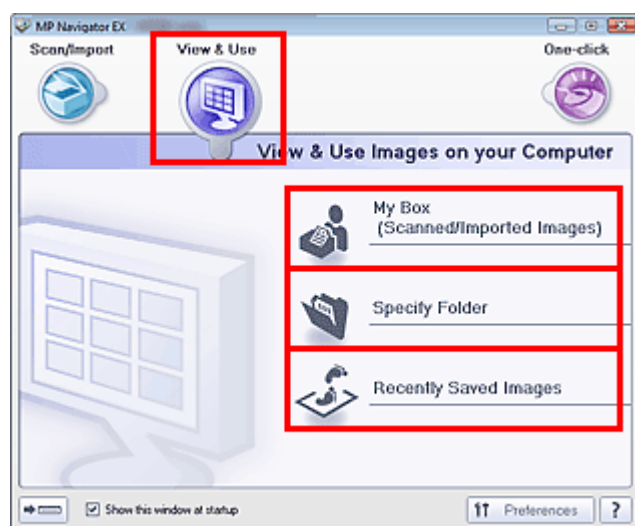 MP Navigator EX
Scan/Import
View & Use
One-click
View & Use Images on your Computer
My Box
(Scanned/Imported Images)
Specify Folder
Recently Saved Images
Show this window at startup
Preferences
?